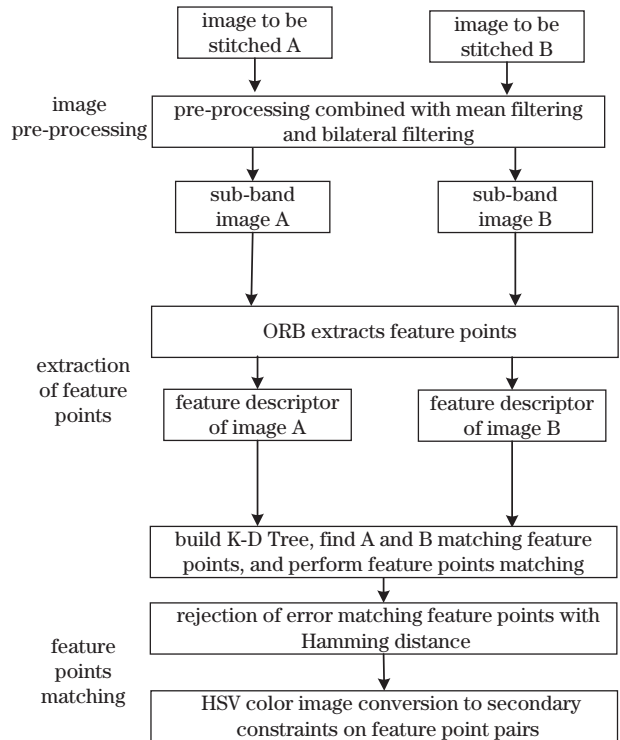 image to be
stitched A
image to be
stitched B
image
pre-processing
pre-processing combined with mean filtering
and bilateral filtering
sub-band
image A
sub-band
image B
ORB extracts feature points
extraction
of feature
points
feature descriptor
of image A
feature descriptor
of image B
build K-D Tree, find A and B matching feature
points, and perform feature points matching
rejection of error matching feature points with
Hamming distance
feature
points
matching
HSV color image conversion to secondary
constraints on feature point pairs